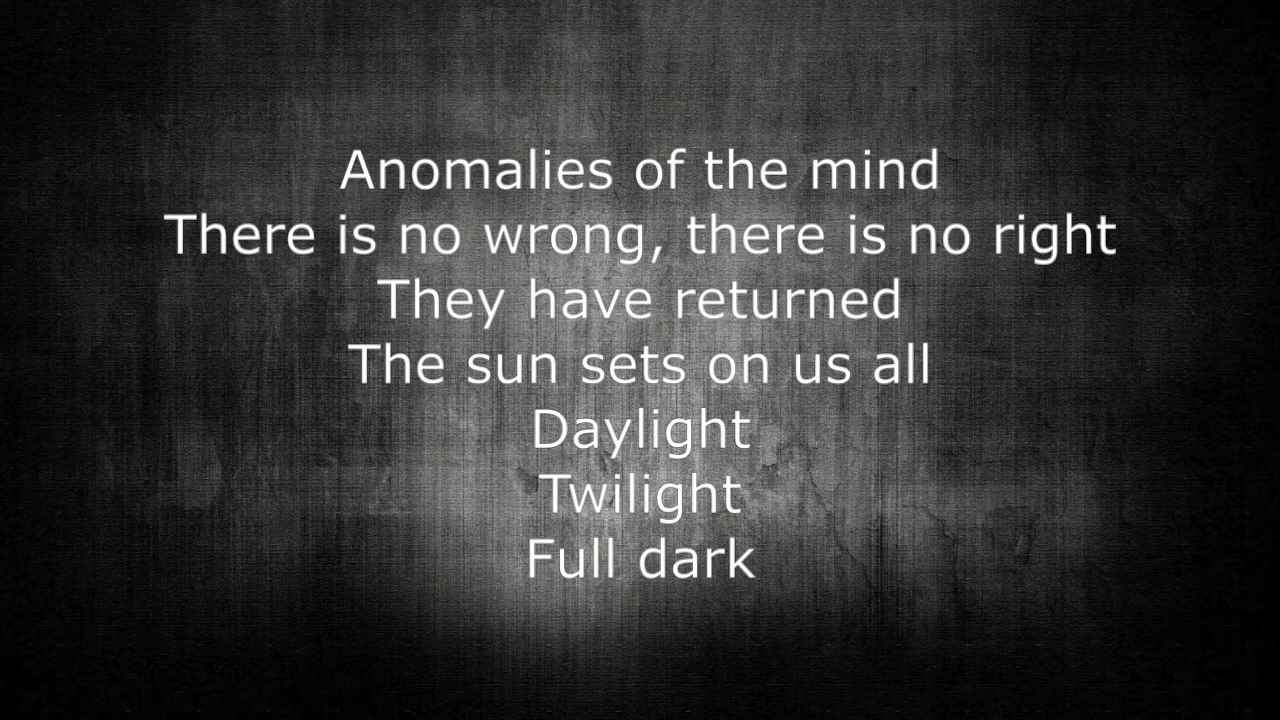 Anomalies of the mind
There is no wrong, there is no right
They have returned
The sun sets on us all
Daylight
Twilight
Full dark